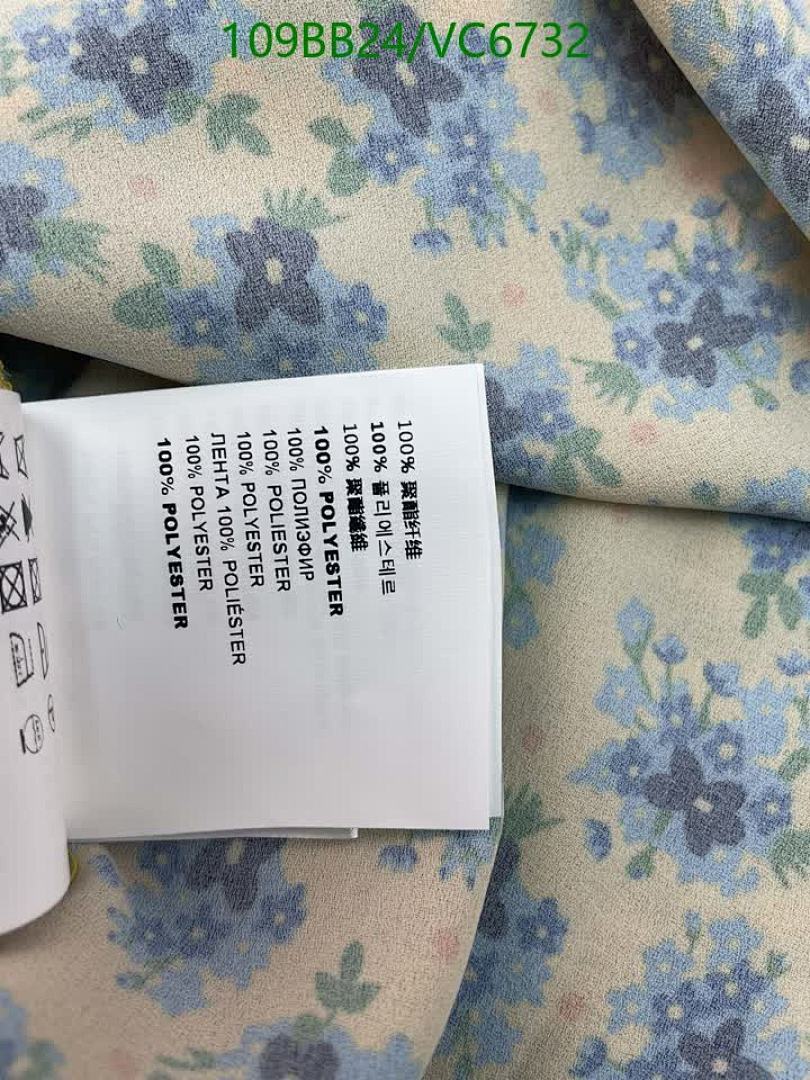 109BB24/VC6732
100% 聚酯纤维
100% 폴리에스테르
100% 聚酯纖維
100% POLYESTER
100% ПОЛИЭФИР
100% POLIESTER
100% POLYESTER
ЛЕНТА 100% POLIÉSTER
100% POLYESTER
100% POLYESTER